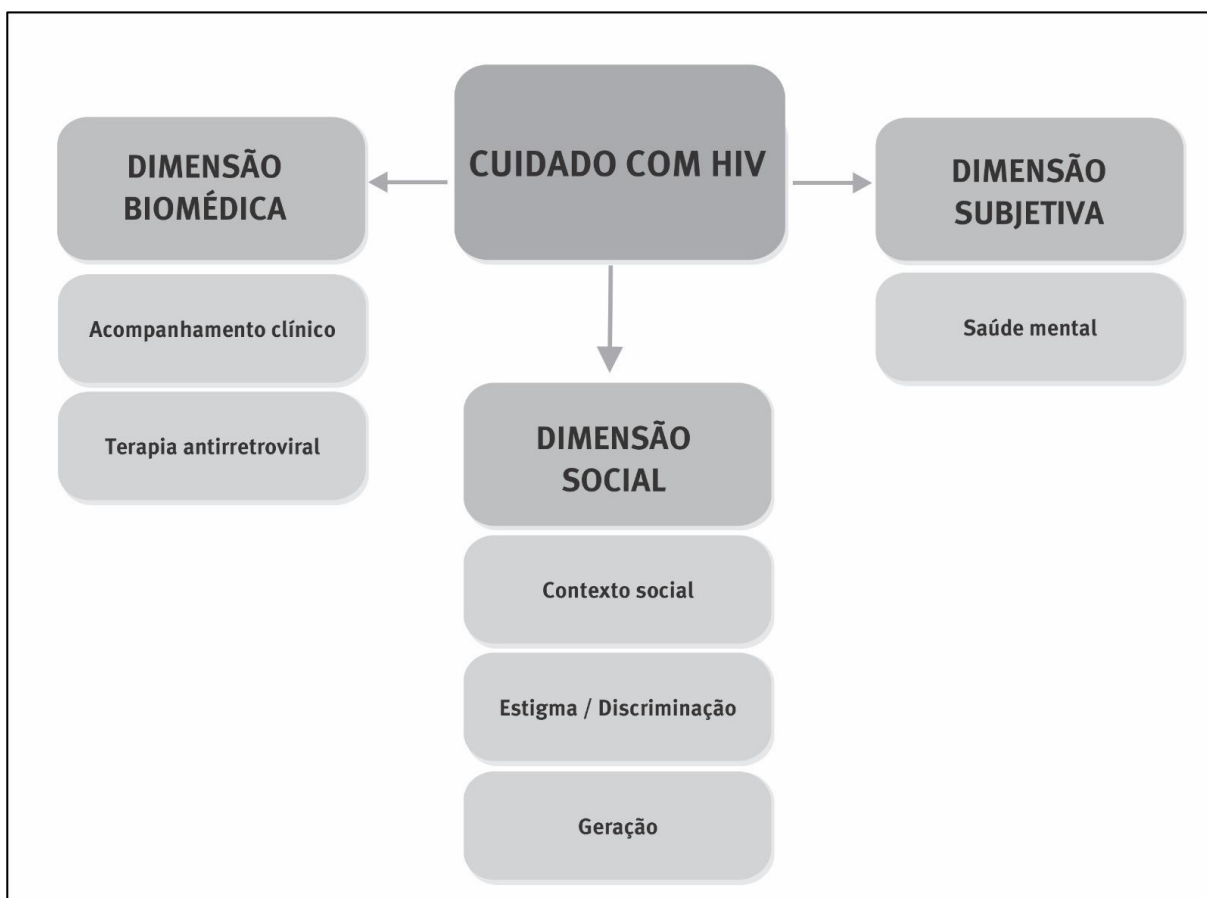 CUIDADO COM HIV
DIMENSÃO
BIOMÉDICA
Acompanhamento clínico
Terapia antirretroviral
DIMENSÃO
SOCIAL
Contexto social
Estigma / Discriminação
Geração
DIMENSÃO
SUBJETIVA
Saúde mental